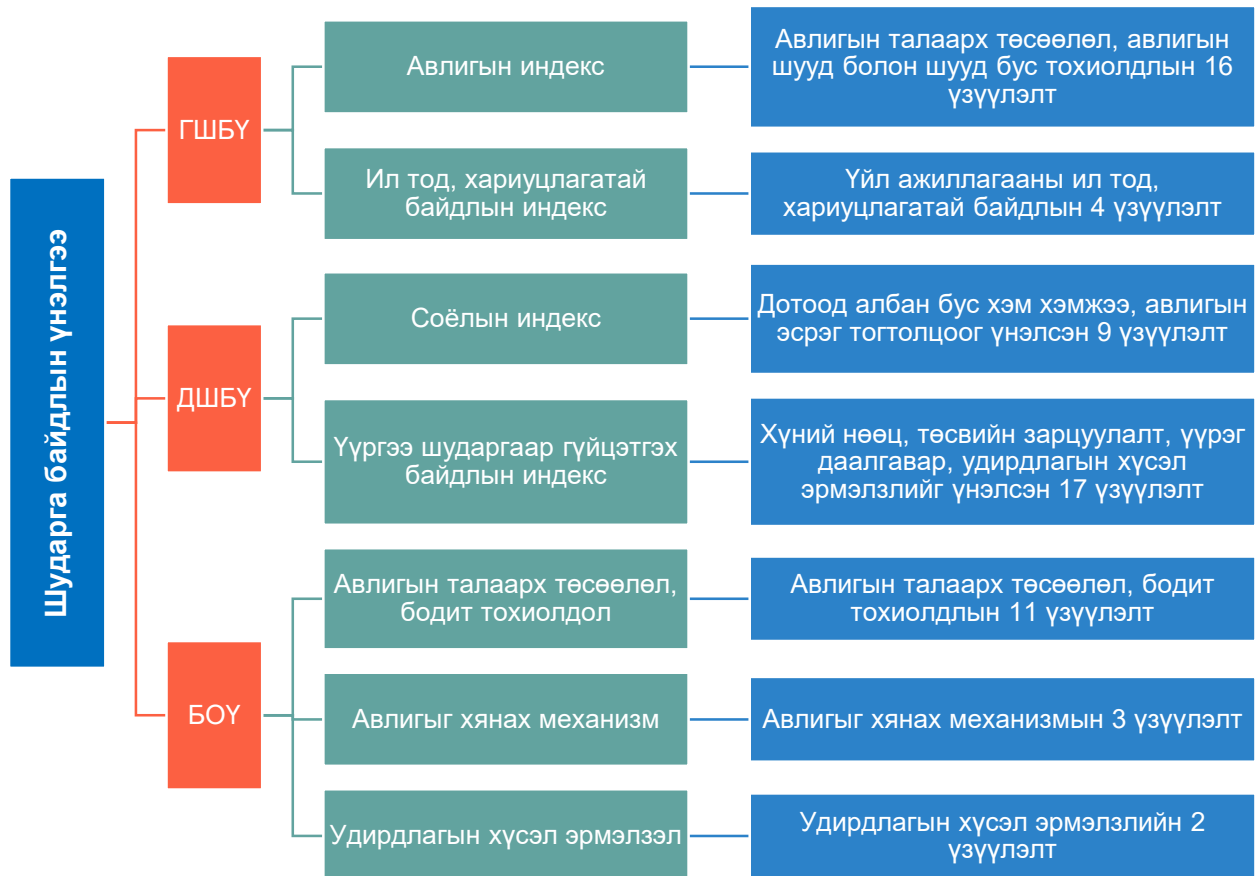 Шударга байдлын үнэлгээ
ГШБҮ
Авлигын индекс
Авлигын талаарх төсөөлөл, авлигын
шууд болон шууд бус тохиолдлын 16
үзүүлэлт
Ил тод, хариуцлагатай
байдлын индекс
Үйл ажиллагааны ил тод,
хариуцлагатай байдлын 4 үзүүлэлт
ДШБҮ
Соёлын индекс
Дотоод албан бус хэм хэмжээ, авлигын
эсрэг тогтолцоог үнэлсэн 9 үзүүлэлт
Үүргээ шударгаар гүйцэтгэх
байдлын индекс
Хүний нөөц, төсвийн зарцуулалт, үүрэг
даалгавар, удирдлагын хүсэл
эрмэлзлийг үнэлсэн 17 үзүүлэлт
БОҮ
Авлигын талаарх төсөөлөл,
бодит тохиолдол
Авлигын талаарх төсөөлөл, бодит
тохиолдлын 11 үзүүлэлт
Авлигыг хянах механизм
Авлигыг хянах механизмын 3 үзүүлэлт
Удирдлагын хүсэл эрмэлзэл
Удирдлагын хүсэл эрмэлзлийн 2
үзүүлэлт